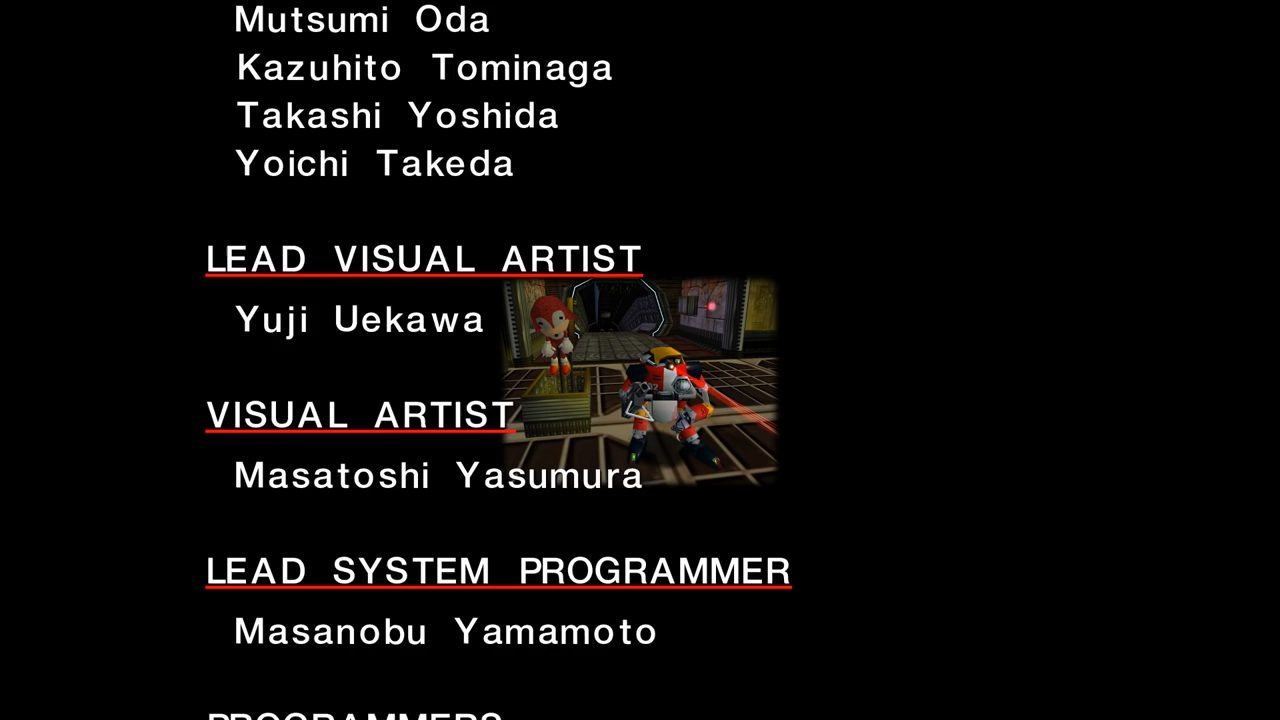 Mutsumi Oda
Kazuhito Tominaga
Takashi Yoshida
Yoichi Takeda
LEAD VISUAL ARTIST
Yuji Uekawa
VISUAL ARTIST
Masatoshi Yasumura
LEAD SYSTEM PROGRAMMER
Masanobu Yamamoto
PROGRAMMERS